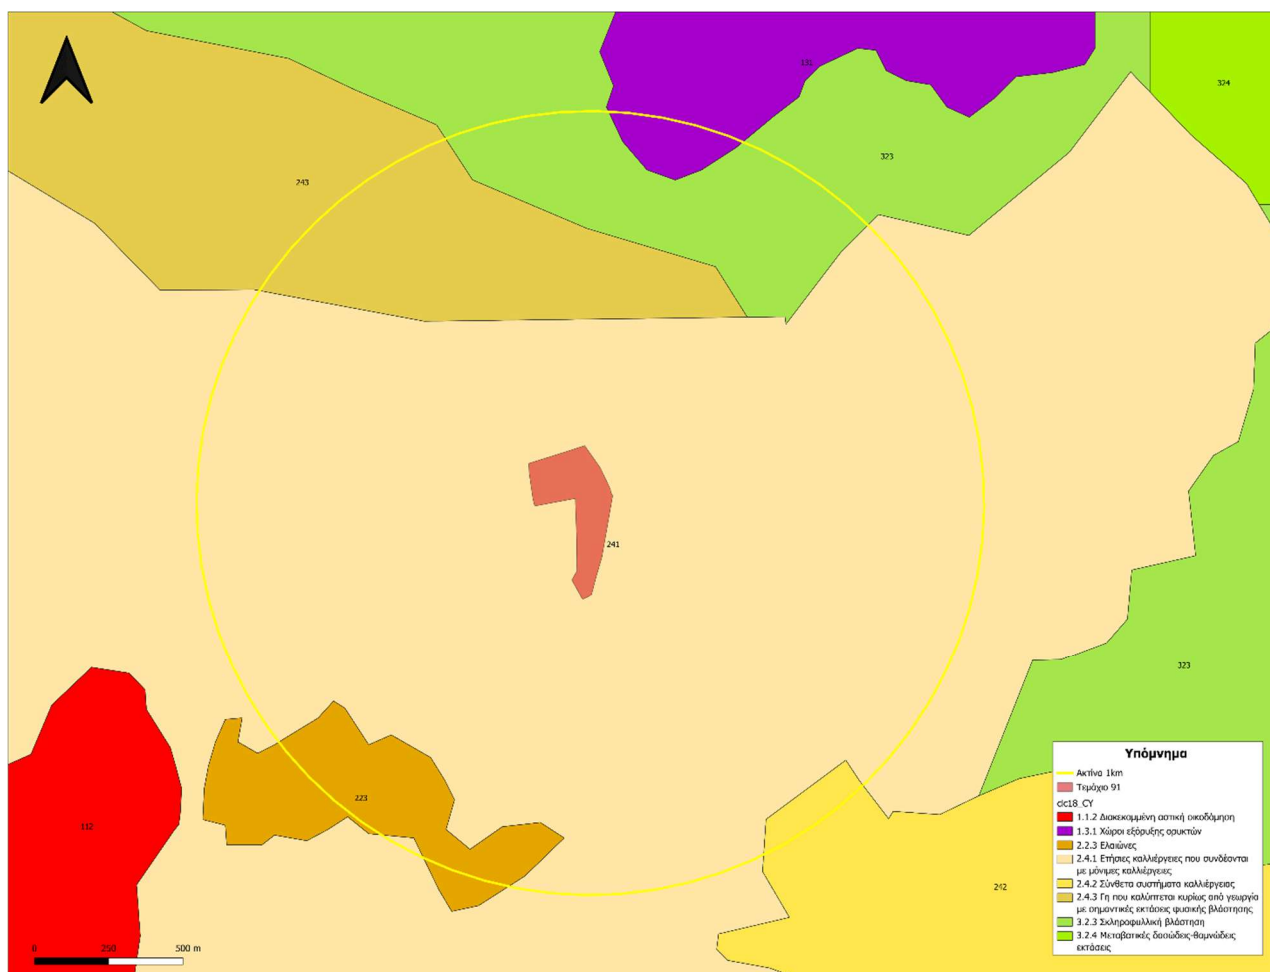 131
324
323
243
241
323
223
112
242
Υπόμνημα
Ακτίνα 1km
Τεμάχιο 91
clc18_CY
1.1.2 Διακεκομμένη αστική οικοδόμηση
1.3.1 Χώροι εξόρυξης ορυκτών
2.2.3 Ελαιώνες
2.4.1 Ετήσιες καλλιέργειες που συνδέονται
με μόνιμες καλλιέργειες
2.4.2 Σύνθετα συστήματα καλλιέργειας
2.4.3 Γη που καλύπτεται κυρίως από γεωργία
με σημαντικές εκτάσεις φυσικής βλάστησης
3.2.3 Σκληροφυλλική βλάστηση
3.2.4 Μεταβατικές δασώδεις-θαμνώδεις
εκτάσεις
0 250 500 m